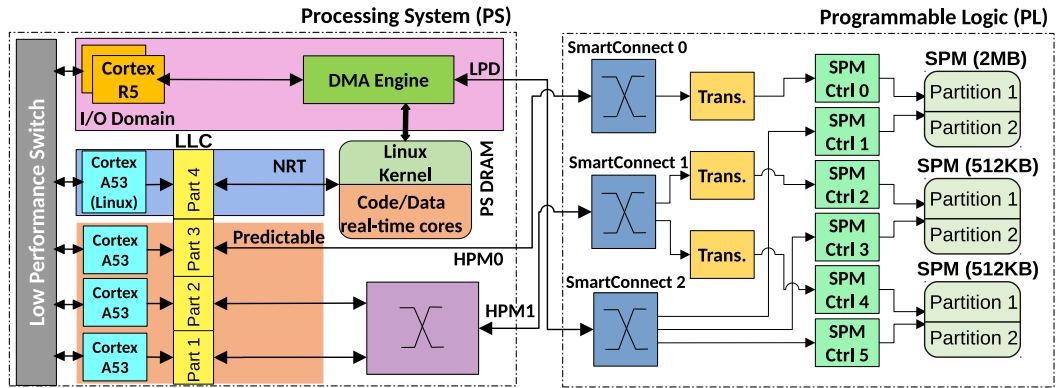 Processing System (PS)
Low Performance Switch
Cortex
R5
I/O Domain
DMA Engine
LPD
LLC
Cortex
A53
(Linux)
NRT
Part 4
Linux
Kernel
Code/Data
real-time cores
PS DRAM
Predictable
Cortex
A53
Part 3
HPM0
Cortex
A53
Part 2
HPM1
Cortex
A53
Part 1
Programmable Logic (PL)
SmartConnect 0
Trans.
SmartConnect 1
Trans.
Trans.
SmartConnect 2
SPM
Ctrl 0
SPM
Ctrl 1
SPM
Ctrl 2
SPM
Ctrl 3
SPM
Ctrl 4
SPM
Ctrl 5
SPM (2MB)
Partition 1
Partition 2
SPM (512KB)
Partition 1
Partition 2
SPM (512KB)
Partition 1
Partition 2